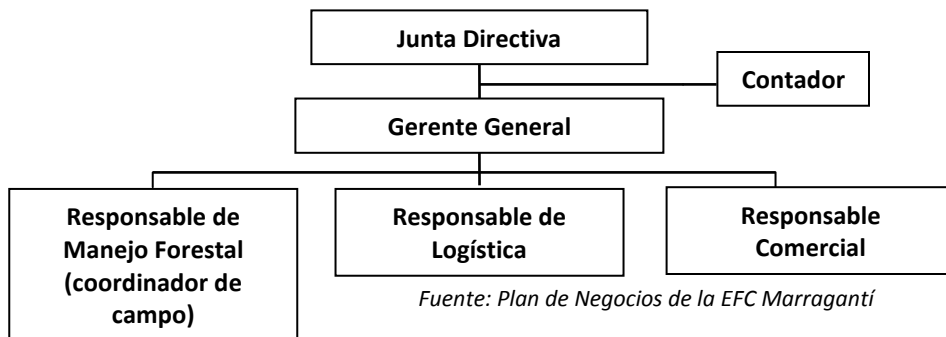 Junta Directiva
Contador
Gerente General
Responsable de
Manejo Forestal
(coordinador de
campo)
Responsable de
Logística
Responsable
Comercial
Fuente: Plan de Negocios de la EFC Marragantí